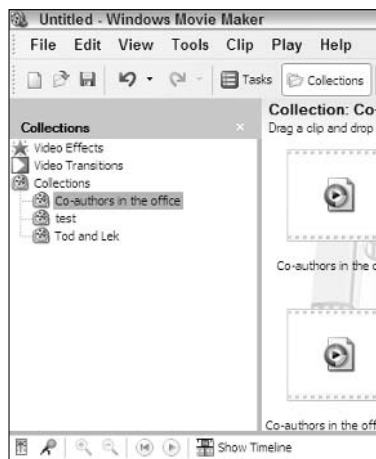 Untitled - Windows Movie Maker
File Edit View Tools Clip Play Help
Tasks Collections
Collections
Video Effects
Video Transitions
Collections
Co-authors in the office
test
Tod and Lek
Collection: Co-
Drag a clip and drop
Co-authors in the o
Co-authors in the off
Show Timeline